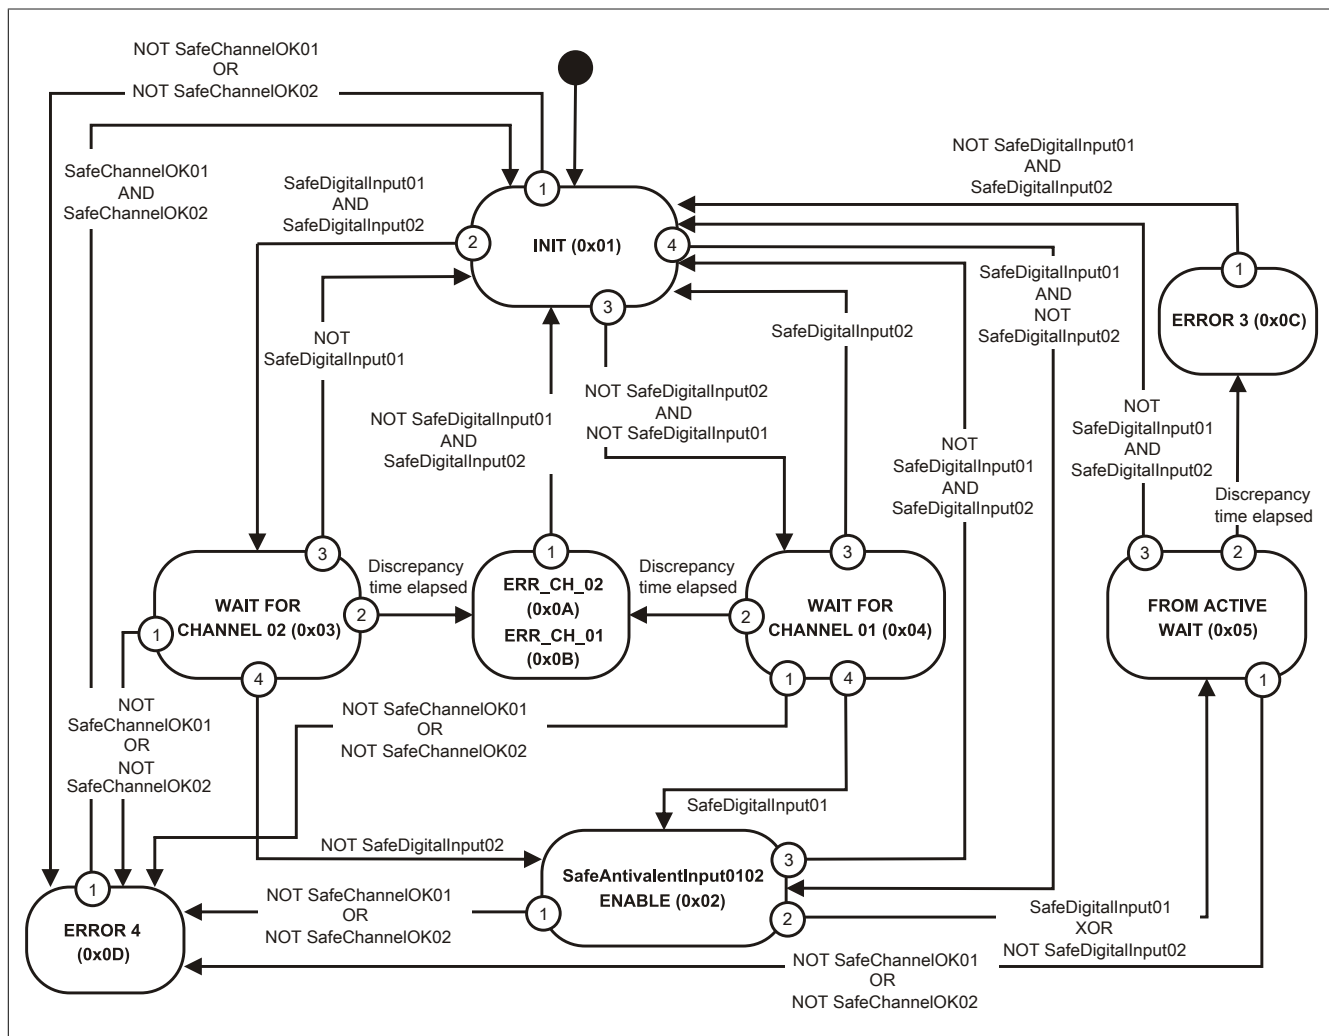 NOT SafeChannelOK01
OR
NOT SafeChannelOK02
SafeChannelOK01
AND
SafeChannelOK02
SafeDigitalInput01
AND
SafeDigitalInput02
1
2
INIT (0x01)
4
3
NOT SafeDigitalInput01
AND
SafeDigitalInput02
SafeDigitalInput01
AND
NOT
SafeDigitalInput02
1
ERROR 3 (0x0C)
NOT
SafeDigitalInput01
SafeDigitalInput02
NOT SafeDigitalInput02
AND
NOT SafeDigitalInput01
NOT SafeDigitalInput01
AND
SafeDigitalInput02
NOT
SafeDigitalInput01
AND
SafeDigitalInput02
NOT
SafeDigitalInput01
AND
SafeDigitalInput02
Discrepancy
time elapsed
3
WAIT FOR
CHANNEL 02 (0x03)
1
2
4
Discrepancy
time elapsed
1
ERR_CH_02
(0x0A)
ERR_CH_01
(0x0B)
Discrepancy
time elapsed
3
WAIT FOR
CHANNEL 01 (0x04)
2
1
4
3
2
FROM ACTIVE
WAIT (0x05)
1
NOT
SafeChannelOK01
OR
NOT
SafeChannelOK02
NOT SafeChannelOK01
OR
NOT SafeChannelOK02
SafeDigitalInput01
NOT SafeDigitalInput02
3
SafeAntivalentInput0102
ENABLE (0x02)
1
2
1
ERROR 4
(0x0D)
NOT SafeChannelOK01
OR
NOT SafeChannelOK02
SafeDigitalInput01
XOR
NOT SafeDigitalInput02
NOT SafeChannelOK01
OR
NOT SafeChannelOK02